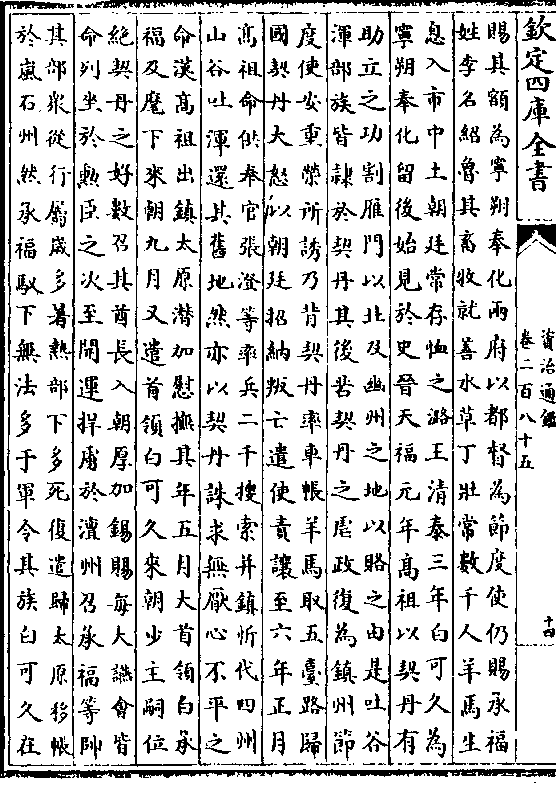 欽定四庫全書
資治通鑑
卷二百八十五
十四
賜其額為寧朔奉化兩府以都督為節度使仍賜承福
姓李名紹魯其畜牧就善水草丁壯常數千人羊馬生
息入市中土朝廷常存恤之潞王清泰三年白可久為
寧朔奉化留後始見於史晉天福元年高祖以契丹有
助立之功割雁門以北及幽州之地以賂之由是吐谷
渾部族皆隸於契丹其後苦契丹之虐政復為鎮州節
度使安重榮所誘乃背契丹率車帳羊馬取五臺路歸
國契丹大怒以朝廷招納叛亡遣使責讓至六年正月
高祖命供奉官張澄等率兵二千搜索并鎮忻代四州
山谷吐渾還其舊地然亦以契丹誅求無厭心不平之
命漢高祖出鎮太原潛加慰撫其年五月大首領白承
福及麾下來朝九月又遣首領白可久來朝少主嗣位
絶契丹之好數召其酋長入朝厚加錫賜每大讌會皆
命列坐於勲臣之次至開運捍虜於澶州召承福等帥
其部衆從行屬歲多暑熱部下多死復遣歸太原移帳
於嵐石州然承福馭下無法多于軍令其族白可久在